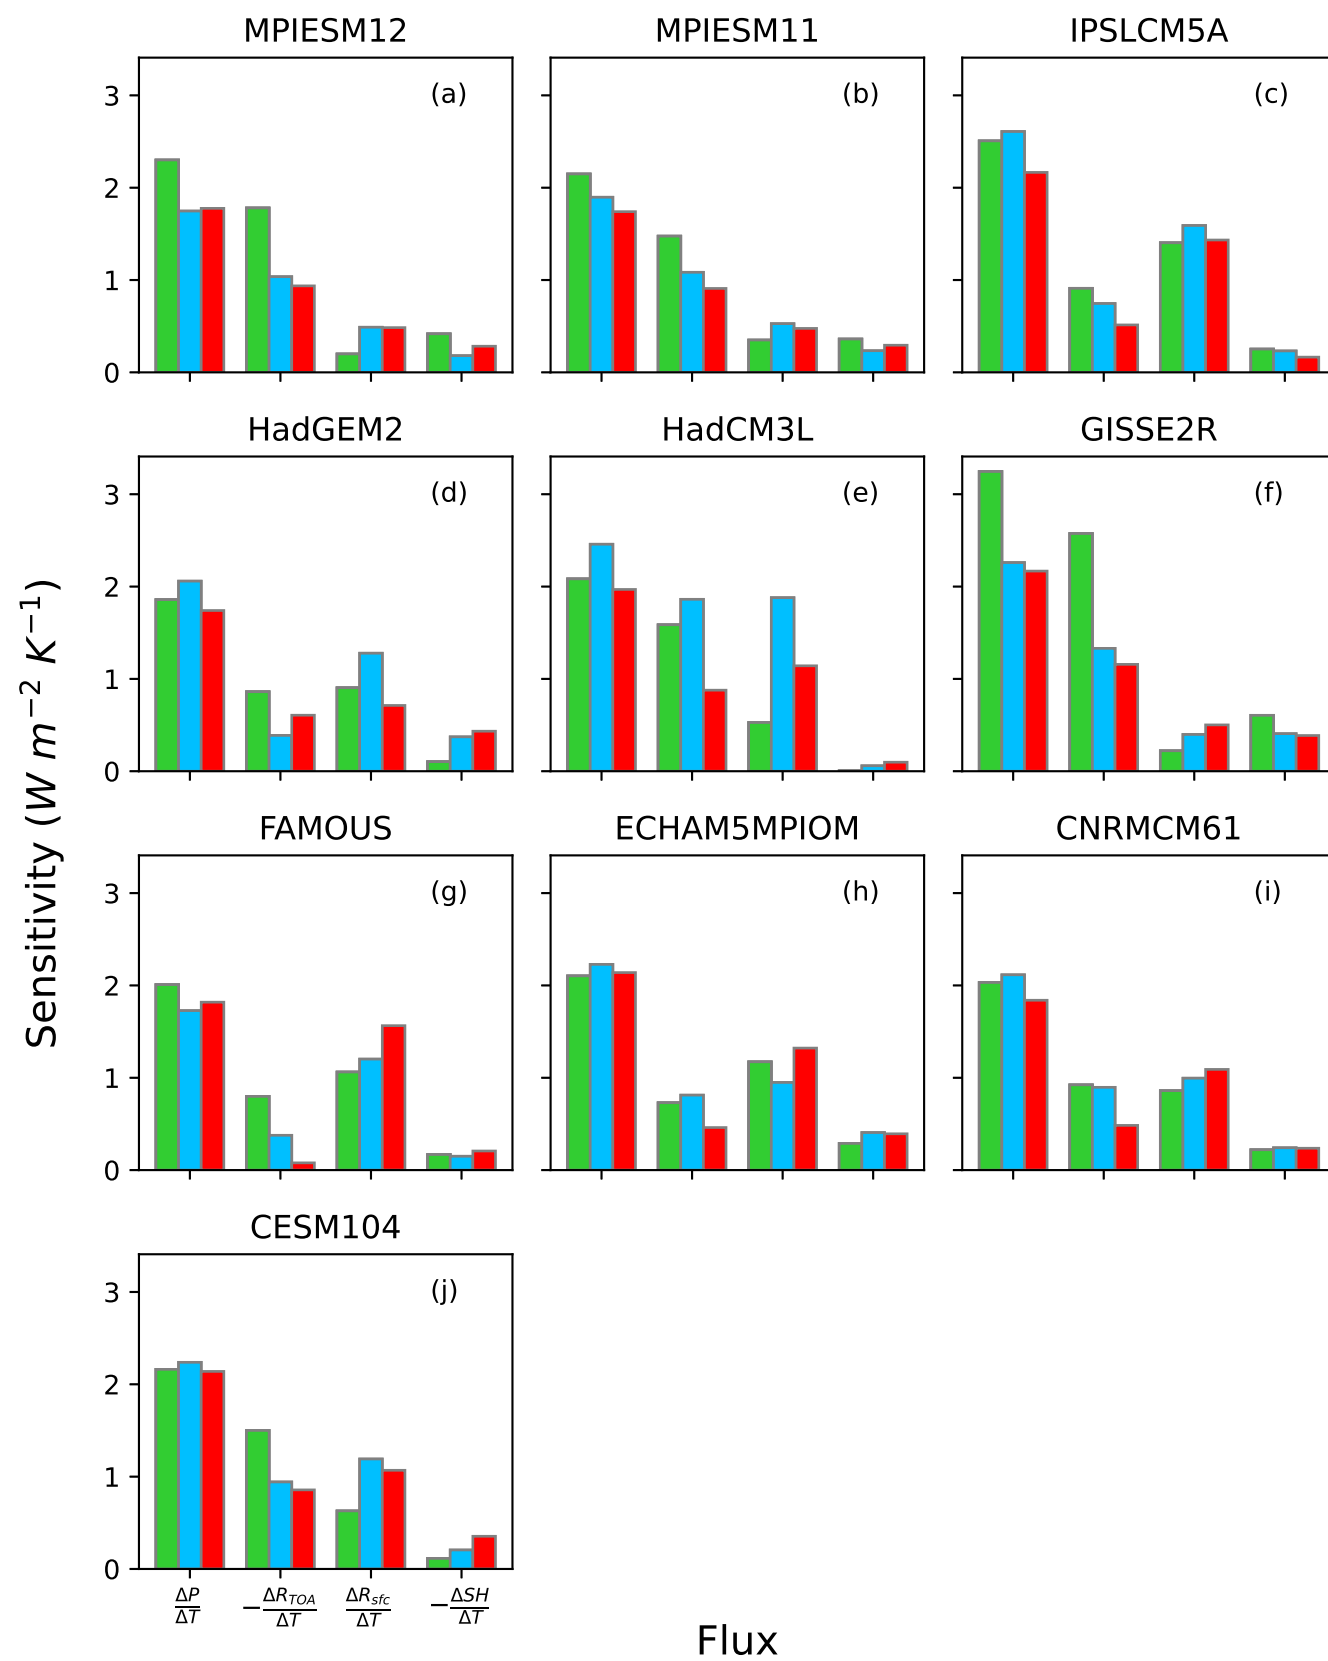 MPIESM12 MPIESM11 IPSLCM5A
(a) (b) (c)
3
2
1
0
HadGEM2 HadCM3L GISSE2R
(d) (e) (f)
3
2
1
0
Sensitivity (W m⁻² K⁻¹)
FAMOUS ECHAM5MPIOM CNRMCM61
(g) (h) (i)
3
2
1
0
CESM104
(j)
3
2
1
0
ΔP/ΔT −ΔR_TOA/ΔT ΔR_sfc/ΔT −ΔSH/ΔT
Flux